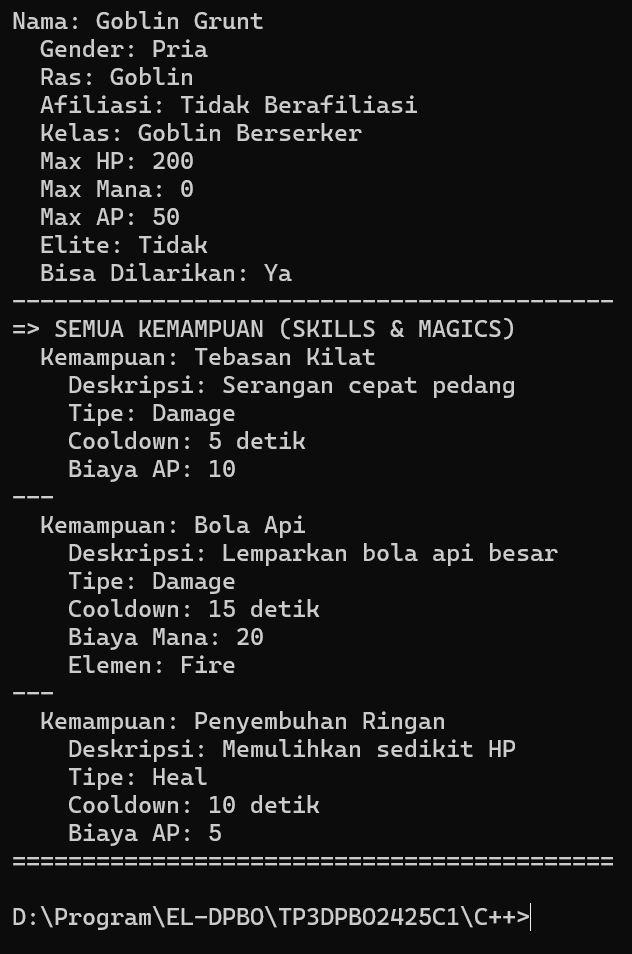 Nama: Goblin Grunt
  Gender: Pria
  Ras: Goblin
  Afiliasi: Tidak Berafiliasi
  Kelas: Goblin Berserker
  Max HP: 200
  Max Mana: 0
  Max AP: 50
  Elite: Tidak
  Bisa Dilarikan: Ya
-------------------------------------------
=> SEMUA KEMAMPUAN (SKILLS & MAGICS)
  Kemampuan: Tebasan Kilat
    Deskripsi: Serangan cepat pedang
    Tipe: Damage
    Cooldown: 5 detik
    Biaya AP: 10
---
  Kemampuan: Bola Api
    Deskripsi: Lemparkan bola api besar
    Tipe: Damage
    Cooldown: 15 detik
    Biaya Mana: 20
    Elemen: Fire
---
  Kemampuan: Penyembuhan Ringan
    Deskripsi: Memulihkan sedikit HP
    Tipe: Heal
    Cooldown: 10 detik
    Biaya AP: 5
===========================================
D:\Program\EL-DPBO\TP3DPBO2425C1\C++>